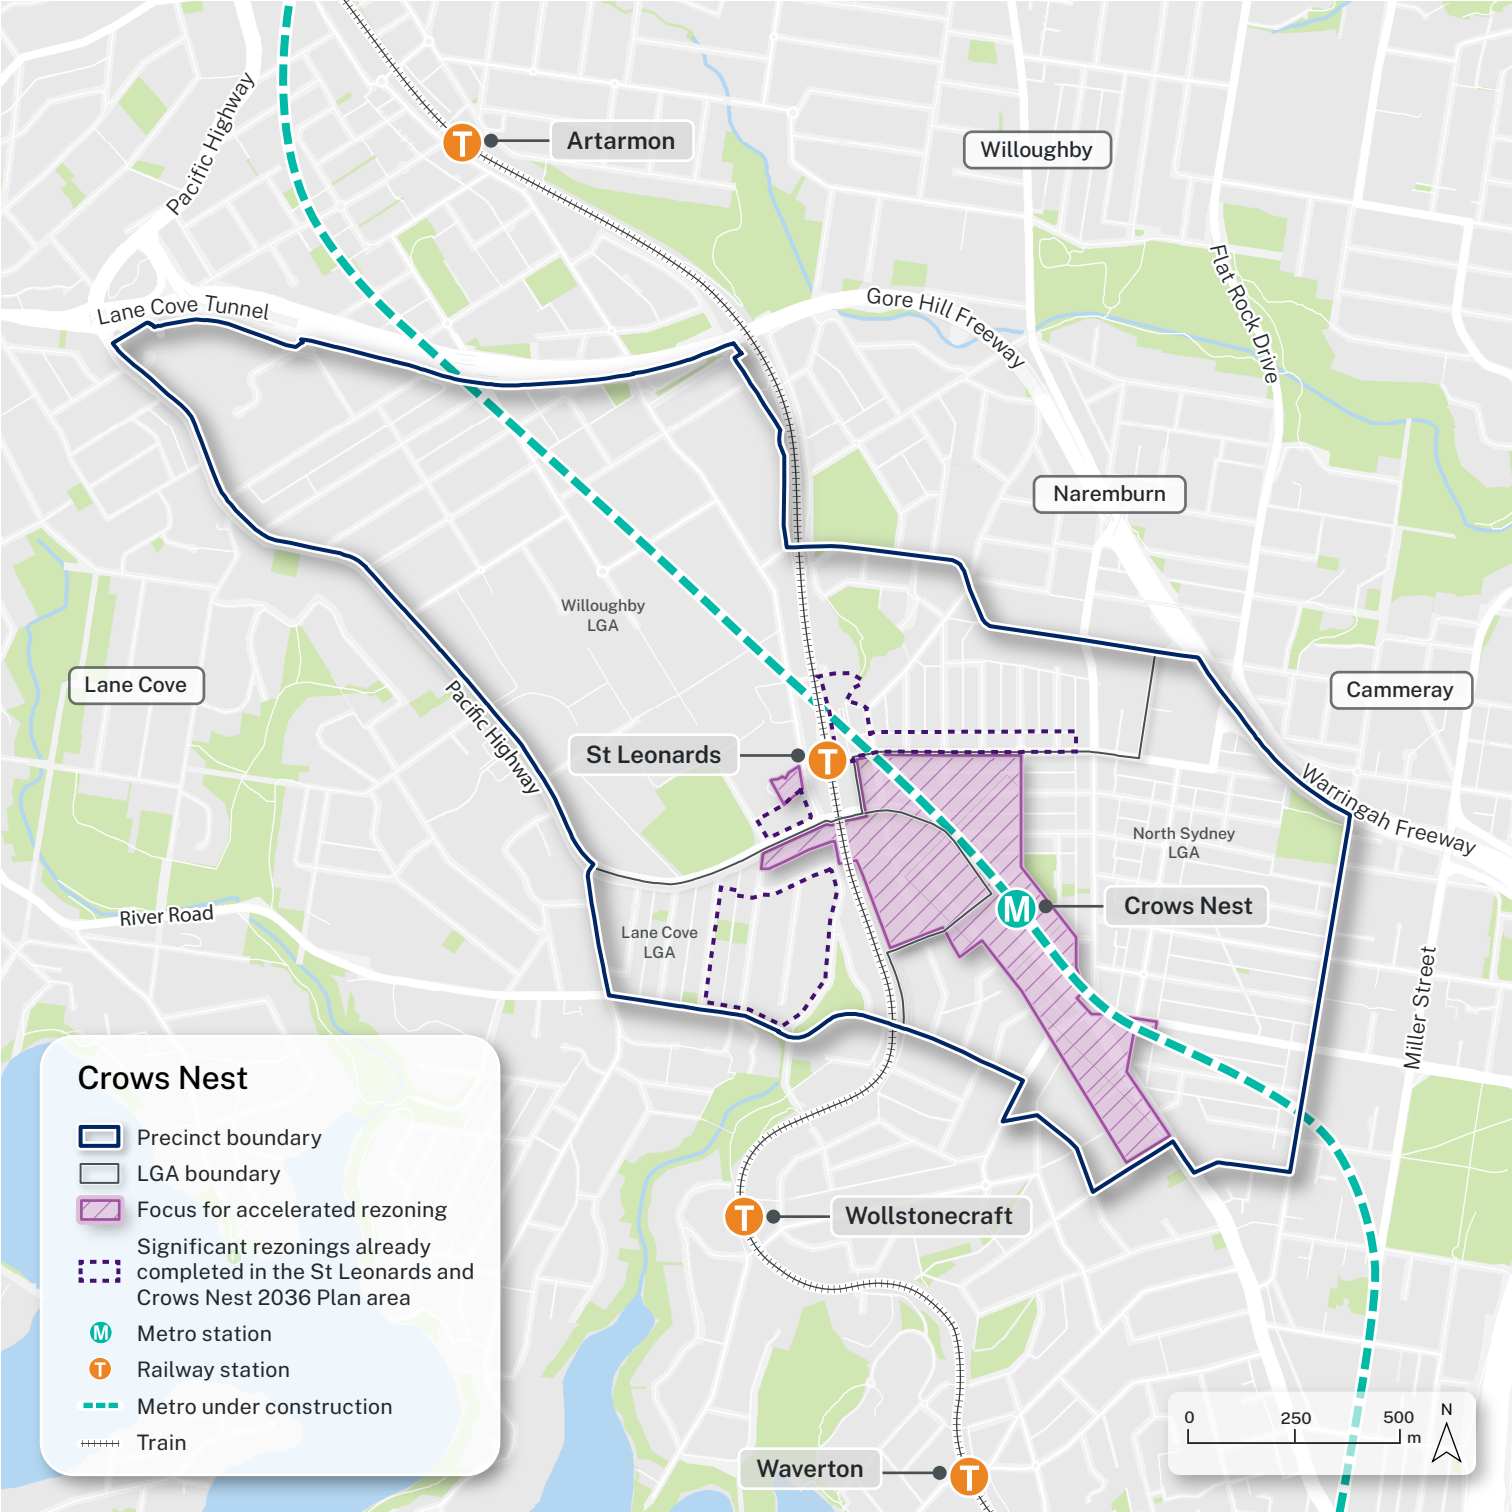 Pacific Highway
T
Artarmon
Willoughby
Lane Cove Tunnel
Gore Hill Freeway
Flat Rock Drive
Naremburn
Willoughby
LGA
Lane Cove
Pacific Highway
Cammeray
St Leonards
T
Warringah Freeway
North Sydney
LGA
M
Crows Nest
River Road
Lane Cove
LGA
Miller Street
Crows Nest
Precinct boundary
LGA boundary
Focus for accelerated rezoning
Significant rezonings already
completed in the St Leonards and
Crows Nest 2036 Plan area
M
Metro station
T
Railway station
Metro under construction
Train
T
Wollstonecraft
Waverton
T
0
250
500
m
N